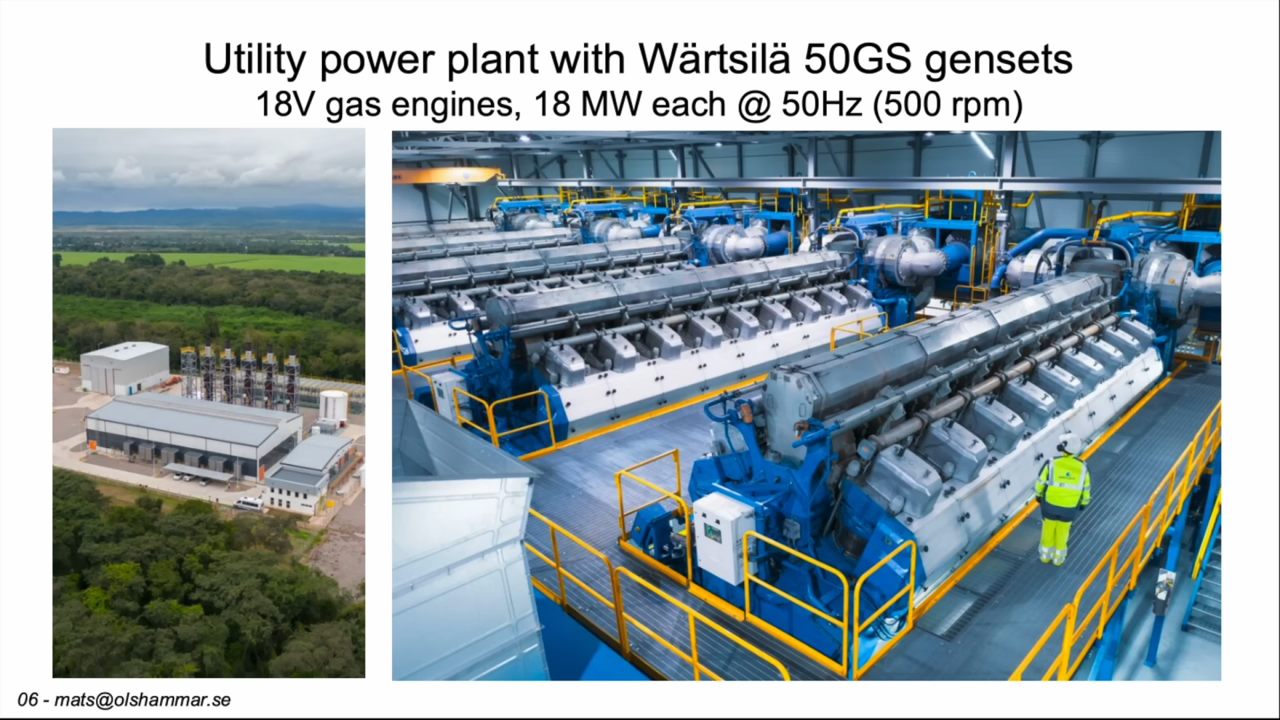 Utility power plant with Wärtsilä 50GS gensets
18V gas engines, 18 MW each @ 50Hz (500 rpm)
06 - mats@olshammar.se